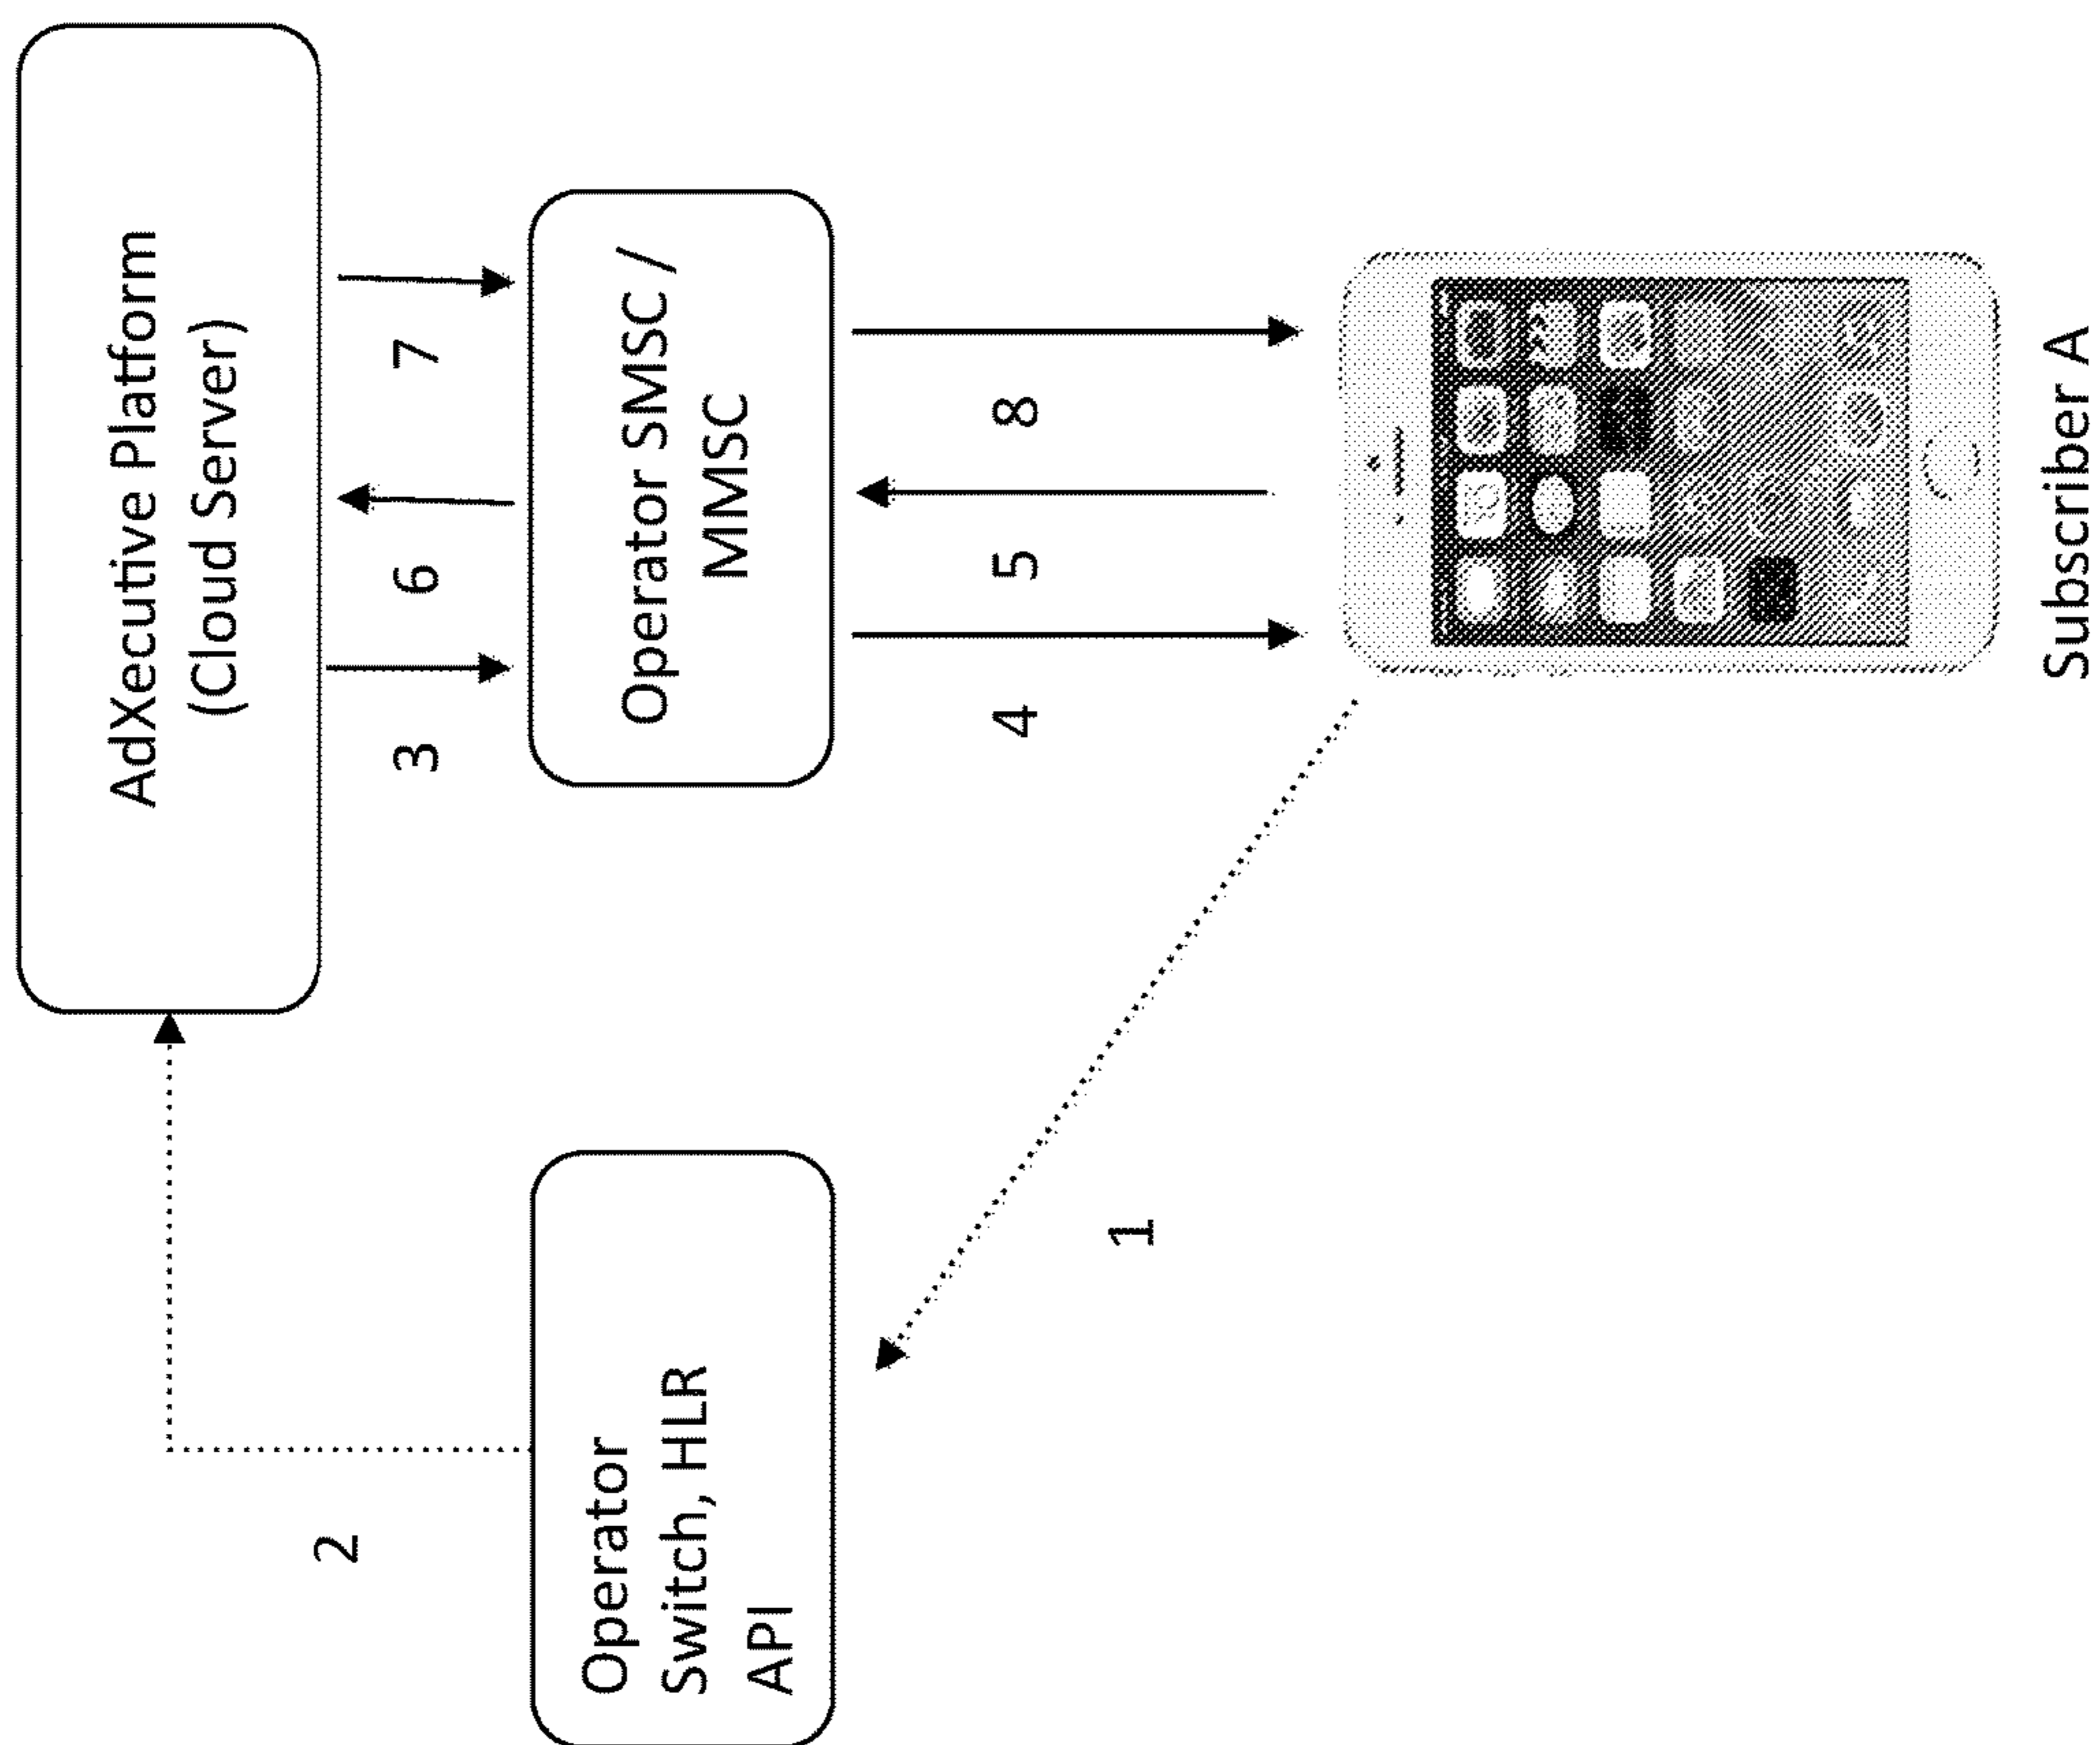 AdXecutive Platform
(Cloud Server)
2
3
6
7
Operator
Switch, HLR
API
Operator SMSC /
MMSC
1
4
5
8
Subscriber A